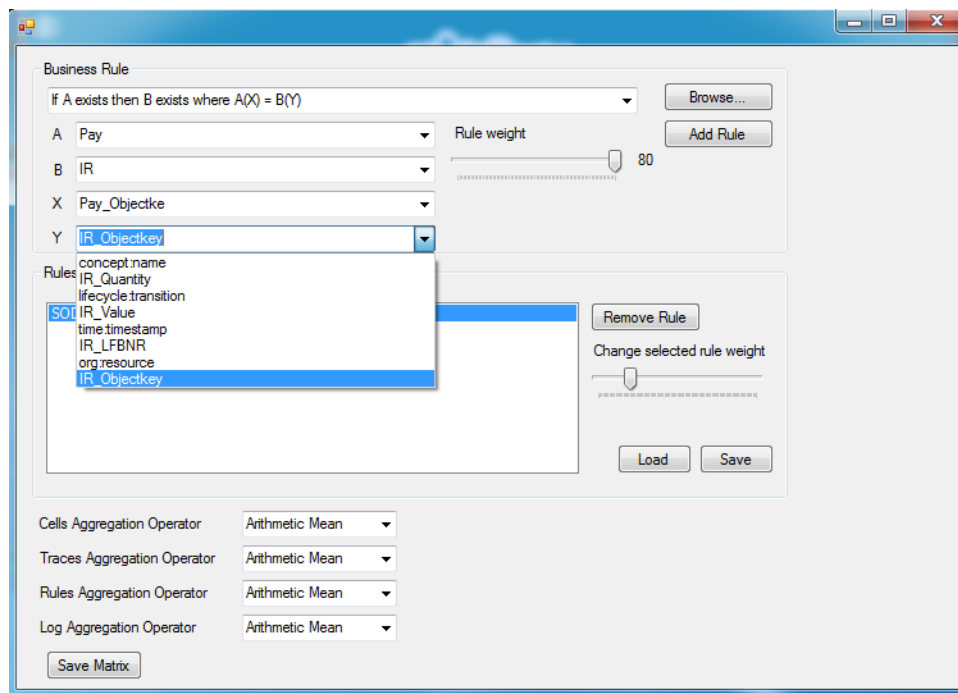 Business Rule
If A exists then B exists where A(X) = B(Y)
Browse...
A Pay
Rule weight
Add Rule
B IR
80
X Pay_Objectke
Y IR_Objectkey
concept:name
IR_Quantity
lifecycle:transition
IR_Value
time:timestamp
IR_LFBNR
org:resource
IR_Objectkey
Rules
Remove Rule
Change selected rule weight
Load Save
Cells Aggregation Operator Arithmetic Mean
Traces Aggregation Operator Arithmetic Mean
Rules Aggregation Operator Arithmetic Mean
Log Aggregation Operator Arithmetic Mean
Save Matrix